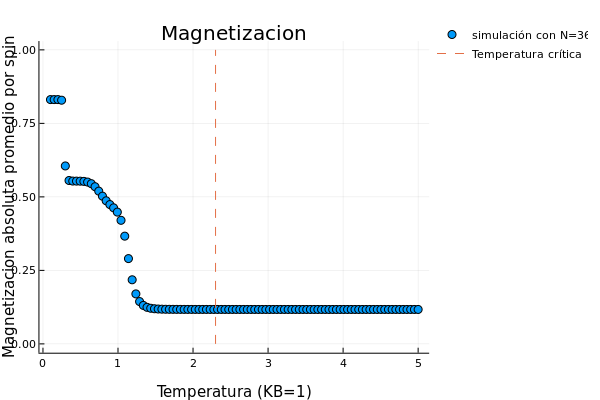 Magnetizacion
simulación con N=36
Temperatura crítica
Magnetizacion absoluta promedio por spin
1.00
0.75
0.50
0.25
0.00
0
1
2
3
4
5
Temperatura (KB=1)